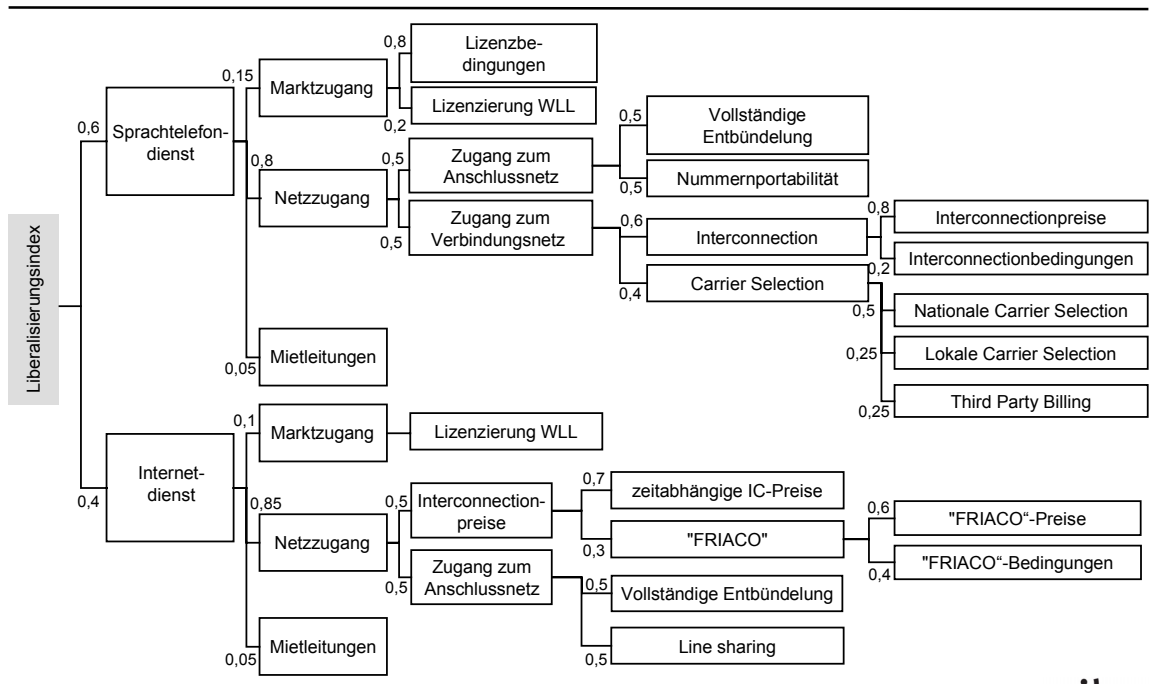 Liberalisierungsindex
0,6
Sprachtelefon-
dienst
0,15
Marktzugang
0,8
Lizenzbe-
dingungen
0,2
Lizenzierung WLL
0,8
Netzzugang
0,5
Zugang zum
Anschlussnetz
0,5
Vollständige
Entbündelung
0,5
Nummernportabilität
0,5
Zugang zum
Verbindungsnetz
0,6
Interconnection
0,8
Interconnectionpreise
0,2
Interconnectionbedingungen
0,4
Carrier Selection
0,5
Nationale Carrier Selection
0,25
Lokale Carrier Selection
0,25
Third Party Billing
0,05
Mietleitungen
0,4
Internet-
dienst
0,1
Marktzugang
Lizenzierung WLL
0,85
Netzzugang
0,5
Interconnection-
preise
0,7
zeitabhängige IC-Preise
0,3
"FRIACO"
0,6
"FRIACO“-Preise
0,4
"FRIACO“-Bedingungen
0,5
Zugang zum
Anschlussnetz
0,5
Vollständige Entbündelung
0,5
Line sharing
0,05
Mietleitungen